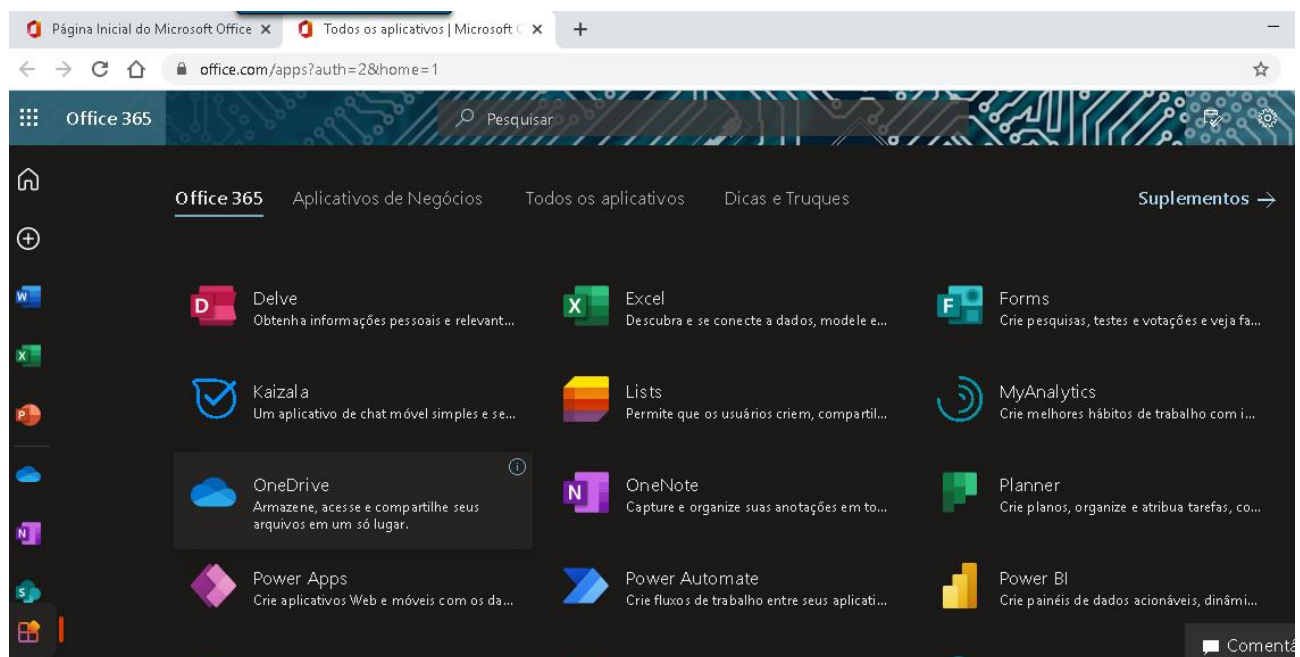 Página Inicial do Microsoft Office
Todos os aplicativos | Microsoft
office.com/apps?auth=2&home=1
Office 365
Pesquisar
Office 365 Aplicativos de Negócios Todos os aplicativos Dicas e Truques Suplementos →
Delve
Obtenha informações pessoais e relevant...
Excel
Descubra e se conecte a dados, modele e...
Forms
Crie pesquisas, testes e votações e veja fa...
Kaizala
Um aplicativo de chat móvel simples e se...
Lists
Permite que os usuários criem, compartil...
MyAnalytics
Crie melhores hábitos de trabalho com i...
OneDrive
Armazene, acesse e compartilhe seus
arquivos em um só lugar.
OneNote
Capture e organize suas anotações em to...
Planner
Crie planos, organize e atribua tarefas, co...
Power Apps
Crie aplicativos Web e móveis com os da...
Power Automate
Crie fluxos de trabalho entre seus aplicati...
Power BI
Crie painéis de dados acionáveis, dinâmi...
Comentá